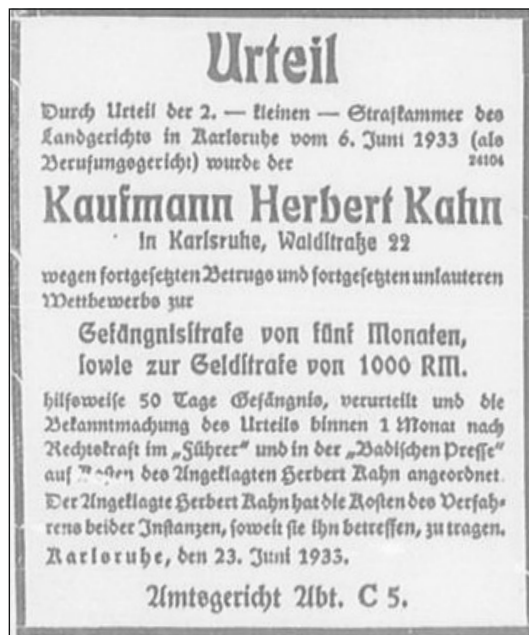 Urteil
Durch Urteil der 2. — kleinen — Strafkammer des
Landgerichts in Karlsruhe vom 6. Juni 1933 (als
Berufungsgericht) wurde der 24104
Kaufmann Herbert Kahn
in Karlsruhe, Waldstraße 22
wegen fortgesetzten Betrugs und fortgesetzten unlauteren
Wettbewerbs zur
Gefängnisstrafe von fünf Monaten,
sowie zur Geldstrafe von 1000 RM.
hilfsweise 50 Tage Gefängnis, verurteilt und die
Bekanntmachung des Urteils binnen 1 Monat nach
Rechtskraft im „Führer“ und in der „Badischen Presse“
auf Kosten des Angeklagten Herbert Kahn angeordnet.
Der Angeklagte Herbert Kahn hat die Kosten des Verfah-
rens beider Instanzen, soweit sie ihn betreffen, zu tragen.
Karlsruhe, den 23. Juni 1933.
Amtsgericht Abt. C 5.